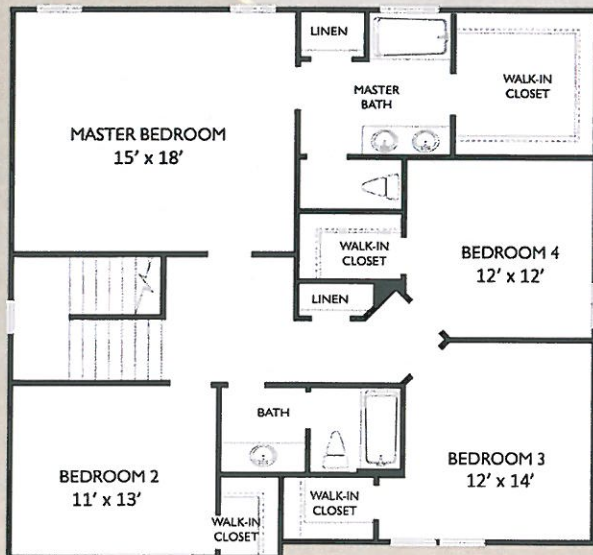 LINEN
MASTER
BATH
WALK-IN
CLOSET
MASTER BEDROOM
15' x 18'
WALK-IN
CLOSET
BEDROOM 4
12' x 12'
LINEN
BATH
BEDROOM 2
11' x 13'
WALK-IN
CLOSET
WALK-IN
CLOSET
BEDROOM 3
12' x 14'